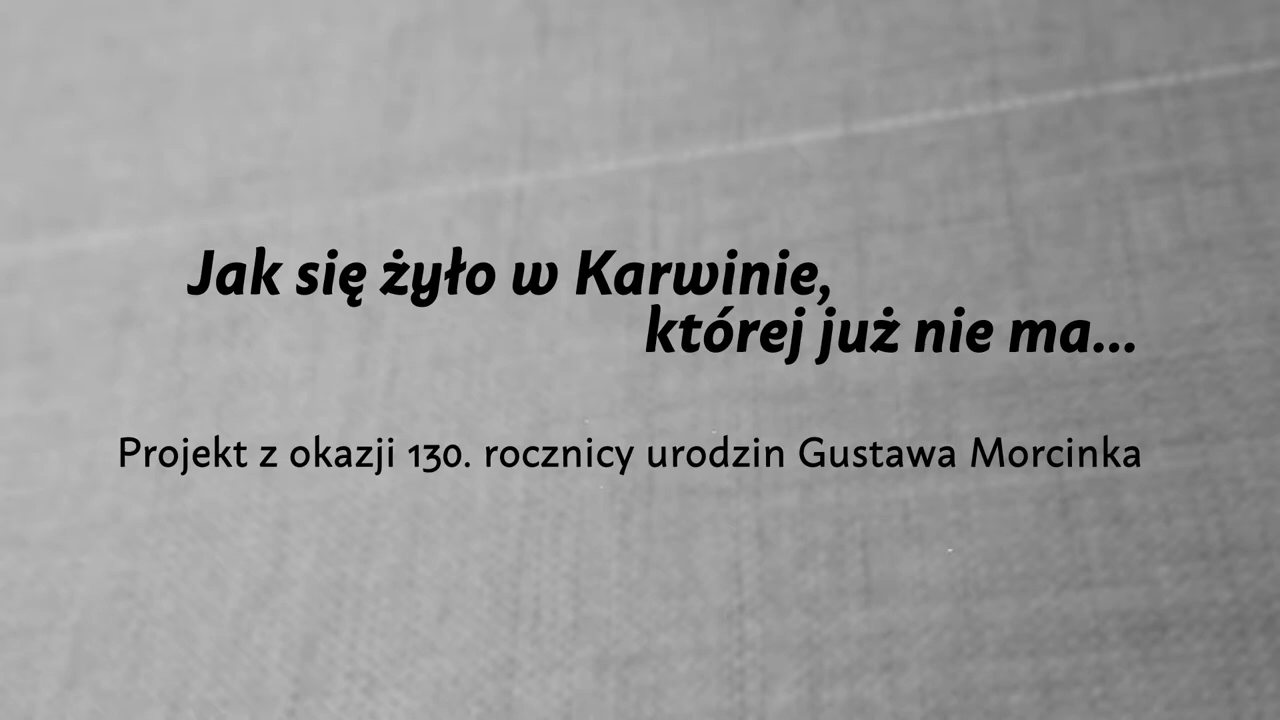 Jak się żyło w Karwinie,
której już nie ma...
Projekt z okazji 130. rocznicy urodzin Gustawa Morcinka